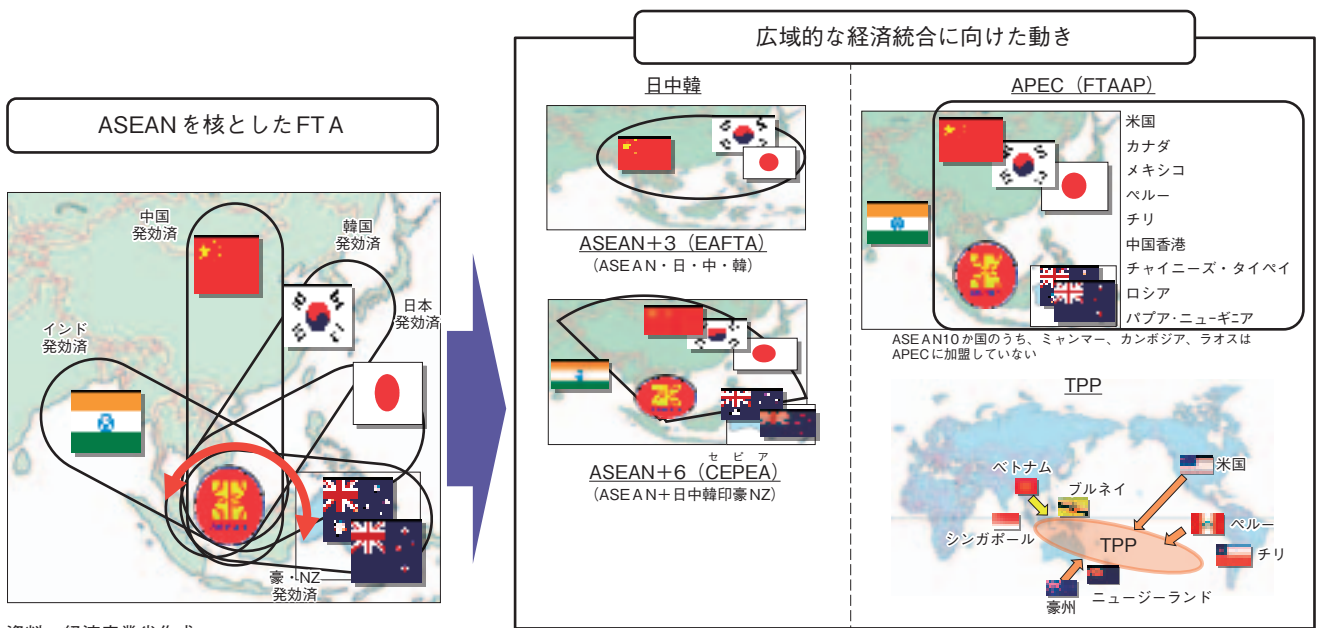 広域的な経済統合に向けた動き
ASEANを核としたFTA
中国
発効済
韓国
発効済
日本
発効済
インド
発効済
豪・NZ
発効済
日中韓
ASEAN+3（EAFTA）
（ASEAN・日・中・韓）
セ ピ ア
ASEAN+6（CEPEA）
（ASEAN+日中韓印豪NZ）
APEC（FTAAP）
米国
カナダ
メキシコ
ペルー
チリ
中国香港
チャイニーズ・タイペイ
ロシア
パプア・ニューギニア
ASEAN10か国のうち、ミャンマー、カンボジア、ラオスは
APECに加盟していない
TPP
ベトナム
ブルネイ
米国
シンガポール
TPP
ペルー
チリ
豪州
ニュージーランド